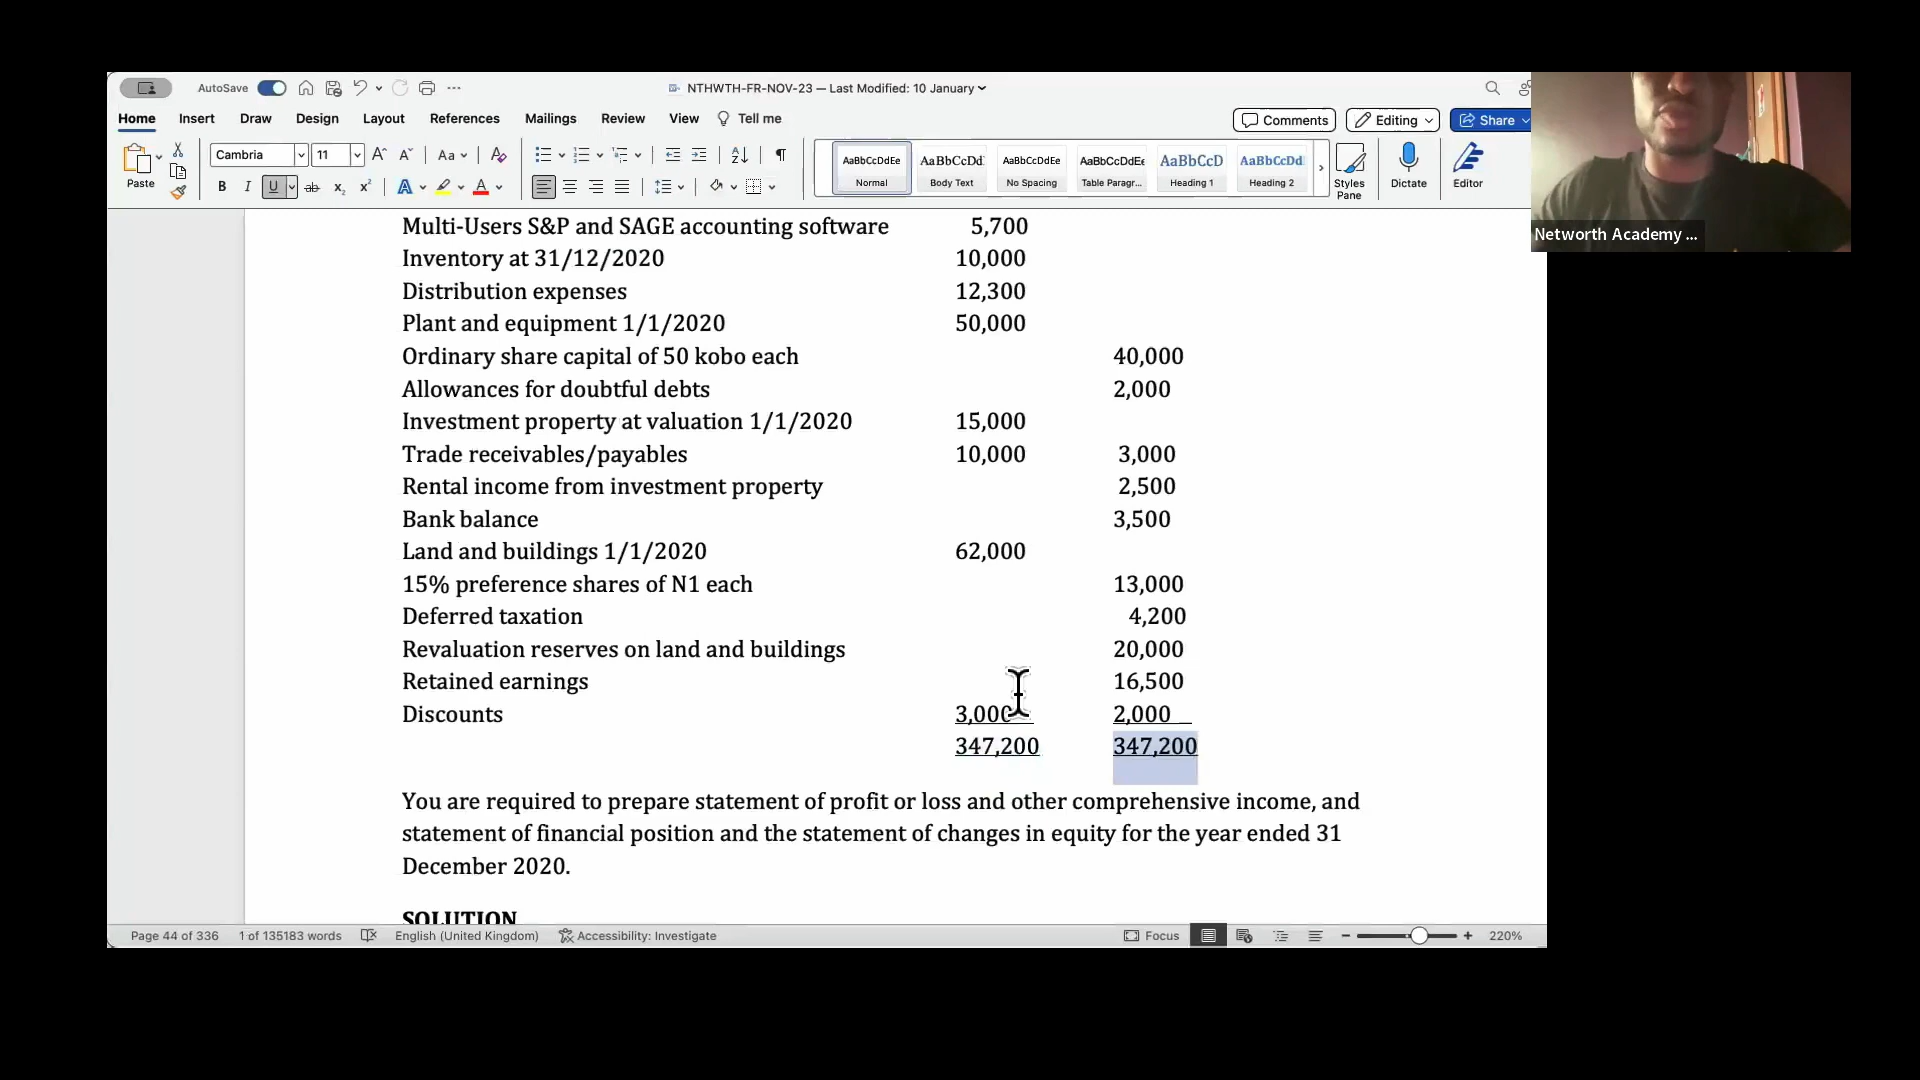 AutoSave
NTHWTH-FR-NOV-23 — Last Modified: 10 January
Home Insert Draw Design Layout References Mailings Review View Tell me
Comments Editing Share
Paste
Cambria 11
AaBbCcDdEe AaBbCcDd AaBbCcDdEe AaBbCcDdEe AaBbCcD AaBbCcDd
Normal Body Text No Spacing Table Paragr... Heading 1 Heading 2
Styles Pane Dictate Editor
Networth Academy ...
Multi-Users S&P and SAGE accounting software 5,700
Inventory at 31/12/2020 10,000
Distribution expenses 12,300
Plant and equipment 1/1/2020 50,000
Ordinary share capital of 50 kobo each 40,000
Allowances for doubtful debts 2,000
Investment property at valuation 1/1/2020 15,000
Trade receivables/payables 10,000 3,000
Rental income from investment property 2,500
Bank balance 3,500
Land and buildings 1/1/2020 62,000
15% preference shares of N1 each 13,000
Deferred taxation 4,200
Revaluation reserves on land and buildings 20,000
Retained earnings 16,500
Discounts 3,000 2,000
347,200 347,200
You are required to prepare statement of profit or loss and other comprehensive income, and
statement of financial position and the statement of changes in equity for the year ended 31
December 2020.
SOLUTION
Page 44 of 336 1 of 135183 words English (United Kingdom) Accessibility: Investigate Focus 220%